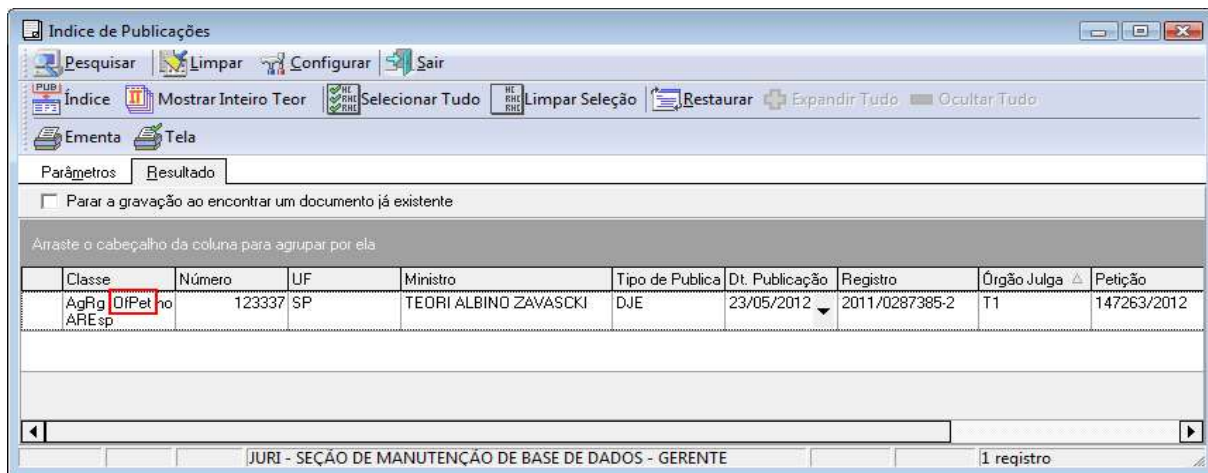 Indice de Publicações
Pesquisar Limpar Configurar Sair
PUB Índice Mostrar Inteiro Teor Selecionar Tudo Limpar Seleção Restaurar Expandir Tudo Ocultar Tudo
Ementa Tela
Parâmetros Resultado
Parar a gravação ao encontrar um documento já existente
Arraste o cabeçalho da coluna para agrupar por ela
Classe Número UF Ministro Tipo de Publica Dt. Publicação Registro Órgão Julga Petição
AgRg OfPet no 123337 SP TEORI ALBINO ZAVASCKI DJE 23/05/2012 2011/0287385-2 T1 147263/2012
AREsp
JURI - SEÇÃO DE MANUTENÇÃO DE BASE DE DADOS - GERENTE 1 registro